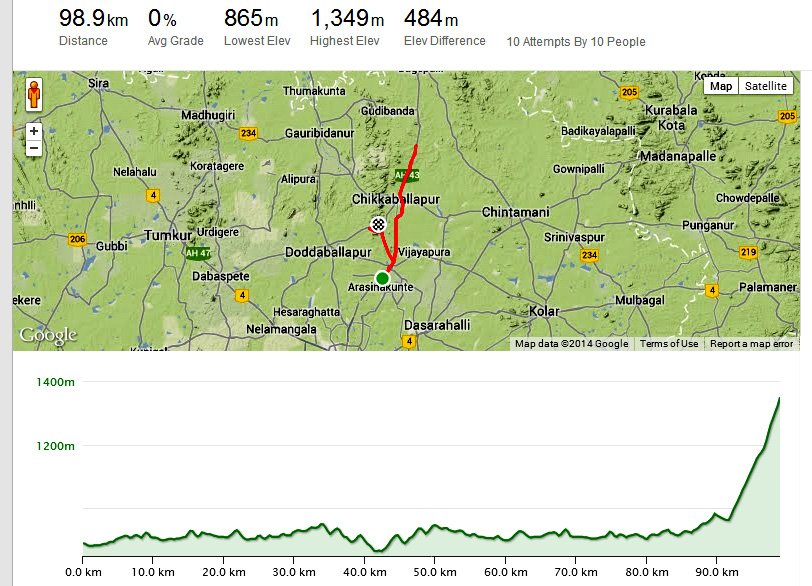 98.9km 0% 865m 1,349m 484m
Distance Avg Grade Lowest Elev Highest Elev Elev Difference 10 Attempts By 10 People
Sira
Thumakunta
205
Map Satellite
Madhugiri
Gudibanda
Kurabala
Kota
205
+
234
Gauribidanur
Badikayalapalli
−
Madanapalle
Nelahalu
Koratagere
Gownipalli
4
Alipura
AH 43
Chikkaballapur
Chowdepalle
Chintamani
Punganur
206
Tumkur
Urdigere
Srinivaspur
Gubbi
AH 47
Doddaballapur
Vijayapura
234
219
Dabaspete
4
Arasinakunte
4
Palamaner
Hesaraghatta
Kolar
Mulbagal
Nelamangala
Dasarahalli
Google
4
Map data ©2014 Google Terms of Use Report a map error
1400m
1200m
0.0 km 10.0 km 20.0 km 30.0 km 40.0 km 50.0 km 60.0 km 70.0 km 80.0 km 90.0 km